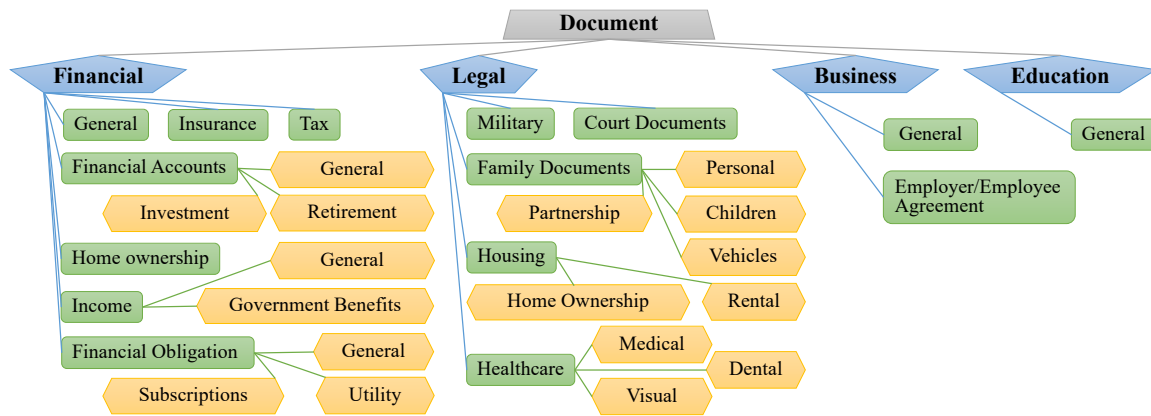 Document
Financial
Legal
Business
Education
General
Insurance
Tax
Military
Court Documents
General
General
Financial Accounts
General
Investment
Retirement
Family Documents
Personal
Partnership
Children
Vehicles
Employer/Employee
Agreement
Home ownership
General
Income
Government Benefits
Housing
Home Ownership
Rental
Financial Obligation
General
Subscriptions
Utility
Healthcare
Medical
Dental
Visual